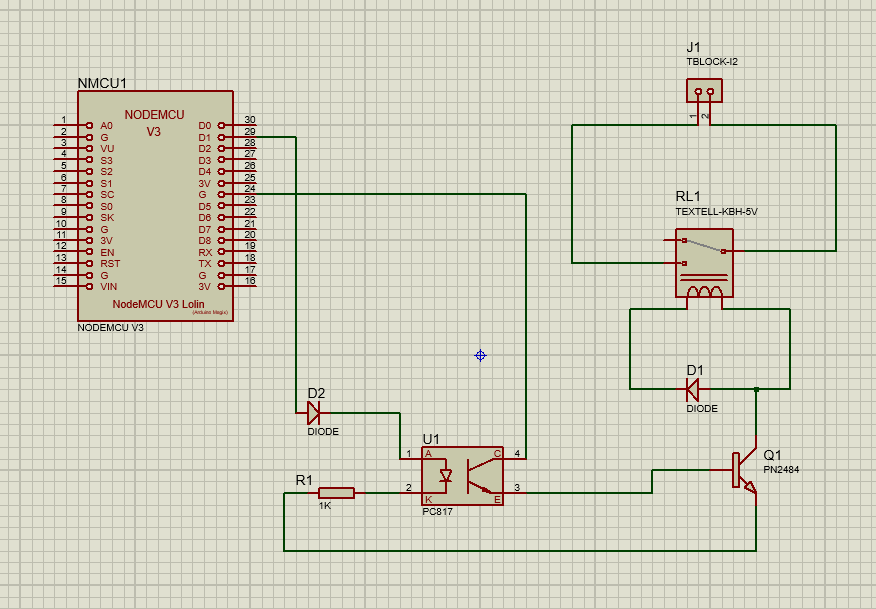 J1
TBLOCK-I2
1
2
NMCU1
NODEMCU
V3
1 A0 D0 30
2 G D1 29
3 VU D2 28
4 S3 D3 27
5 S2 D4 26
6 S1 3V 25
7 SC G 24
8 S0 D5 23
9 SK D6 22
10 G D7 21
11 3V D8 20
12 EN RX 19
13 RST TX 18
14 G G 17
15 VIN 3V 16
NodeMCU V3 Lolin
(Arduino Magix)
NODEMCU V3
RL1
TEXTELL-KBH-5V
D1
DIODE
D2
DIODE
U1
1 A C 4
2 K E 3
PC817
R1
1K
Q1
PN2484